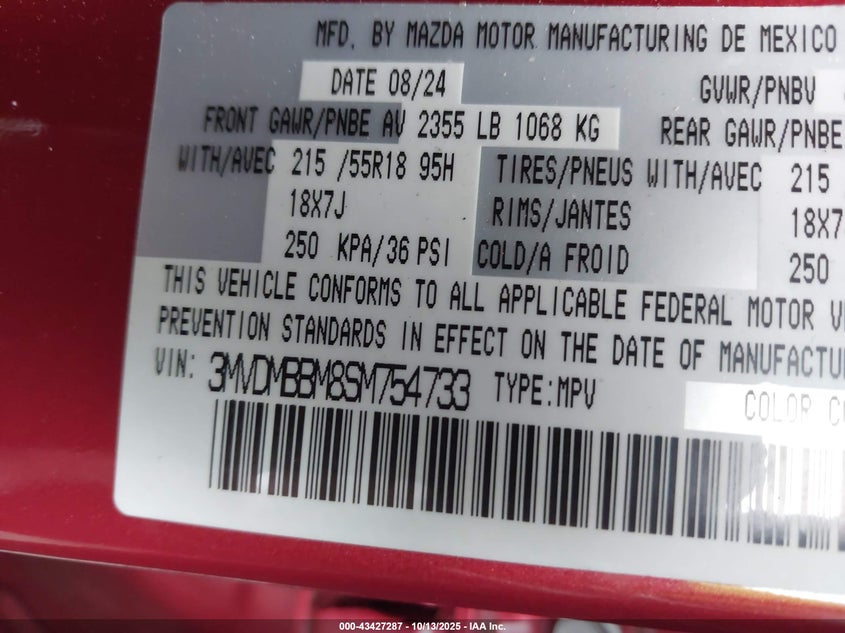 MFD. BY MAZDA MOTOR MANUFACTURING DE MEXICO
DATE 08/24 GVWR/PNBV
FRONT GAWR/PNBE AV 2355 LB 1068 KG REAR GAWR/PNBE
WITH/AVEC 215 /55R18 95H TIRES/PNEUS WITH/AVEC 215
18X7J RIMS/JANTES 18X7
250 KPA/36 PSI COLD/A FROID 250
THIS VEHICLE CONFORMS TO ALL APPLICABLE FEDERAL MOTOR
PREVENTION STANDARDS IN EFFECT ON THE DATE OF MANUFACTU
VIN: 3MVDMBBM8SM754733 TYPE:MPV COLOR
000-43427287 - 10/13/2025 - IAA Inc.